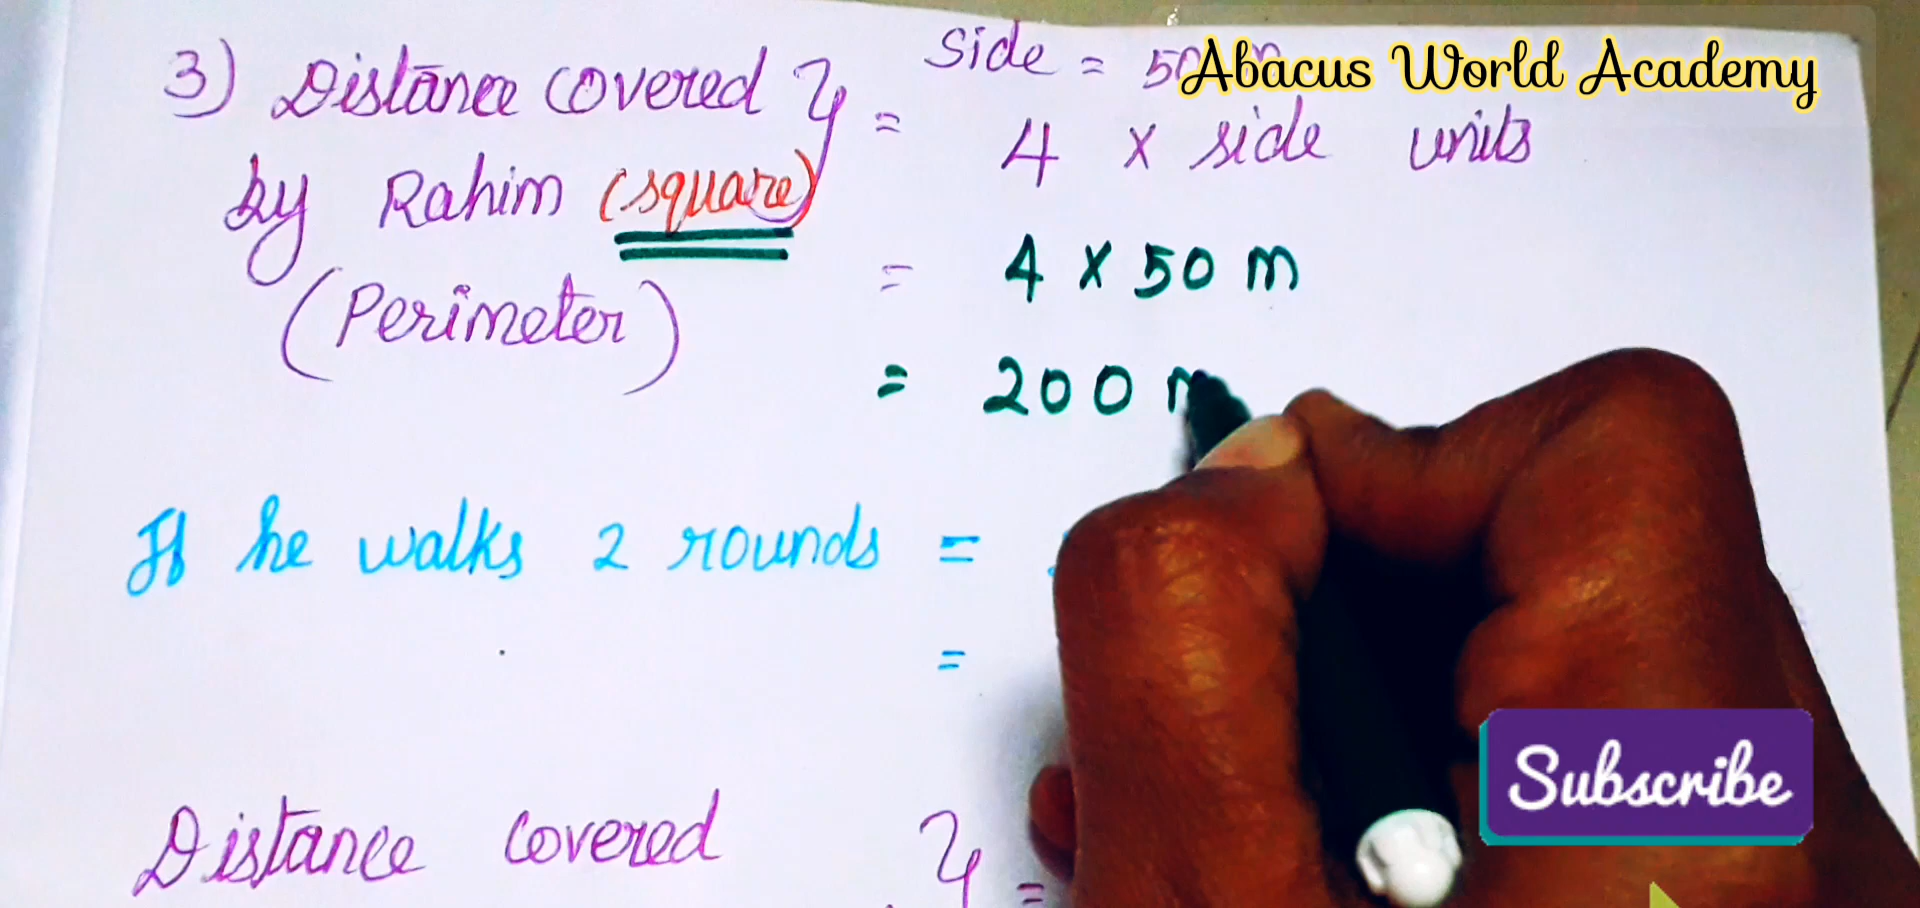 side = 50
Abacus World Academy
3) Distance covered } = 4 x side units
by Rahim (square)
= 4 x 50 m
(Perimeter)
= 200 m
If he walks 2 rounds =
=
Subscribe
Distance covered } =